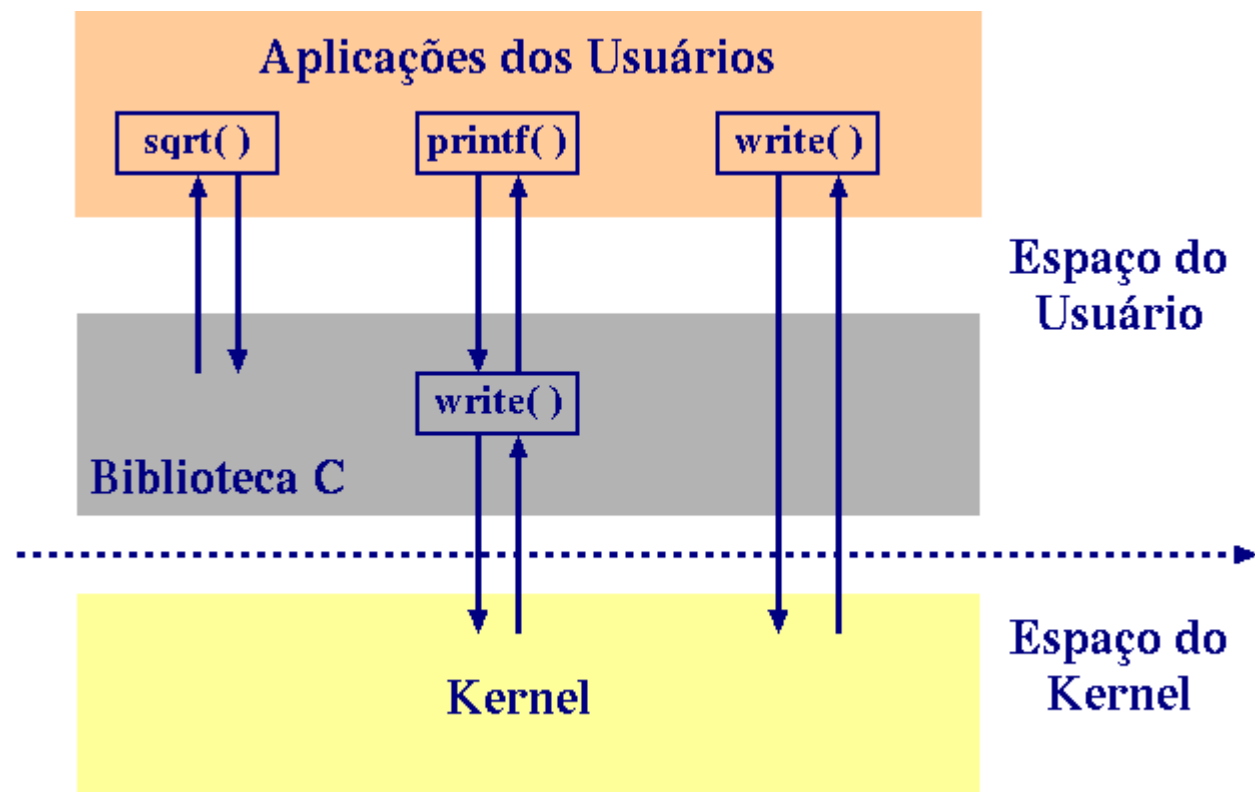 Aplicações dos Usuários
sqrt( )
printf( )
write( )
Espaço do
Usuário
write( )
Biblioteca C
Espaço do
Kernel
Kernel